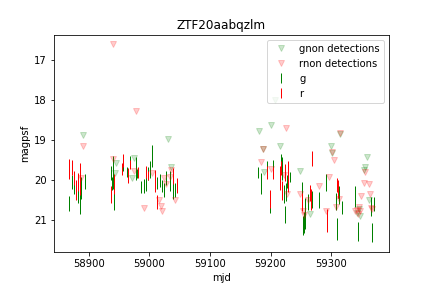 ZTF20aabqzlm
gnon detections
rnon detections
g
r
magpsf
17
18
19
20
21
58900
59000
59100
59200
59300
mjd